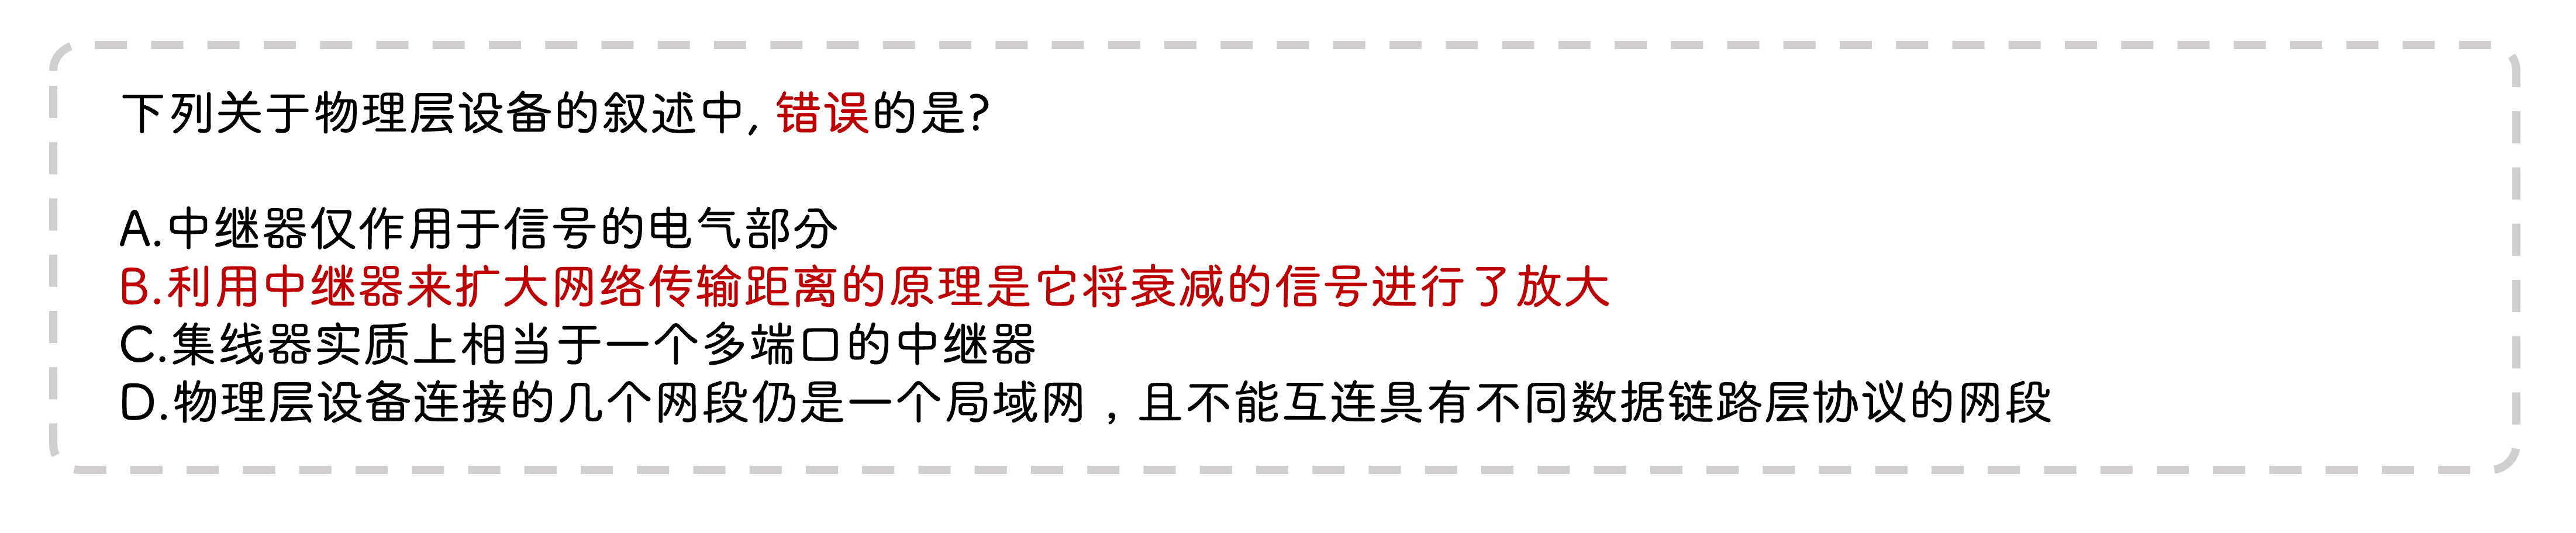 下列关于物理层设备的叙述中, 错误的是?
A.中继器仅作用于信号的电气部分
B.利用中继器来扩大网络传输距离的原理是它将衰减的信号进行了放大
C.集线器实质上相当于一个多端口的中继器
D.物理层设备连接的几个网段仍是一个局域网，且不能互连具有不同数据链路层协议的网段